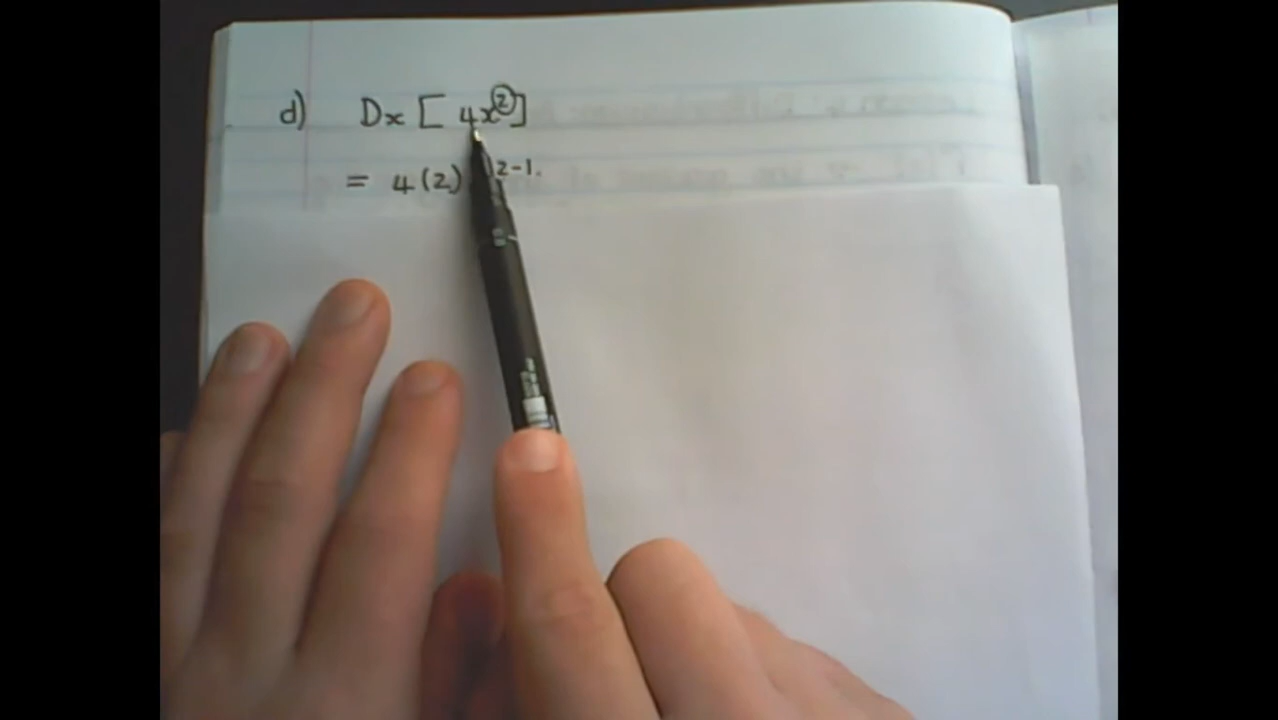 d) Dx [ 4x² ]
= 4(2) 2-1.